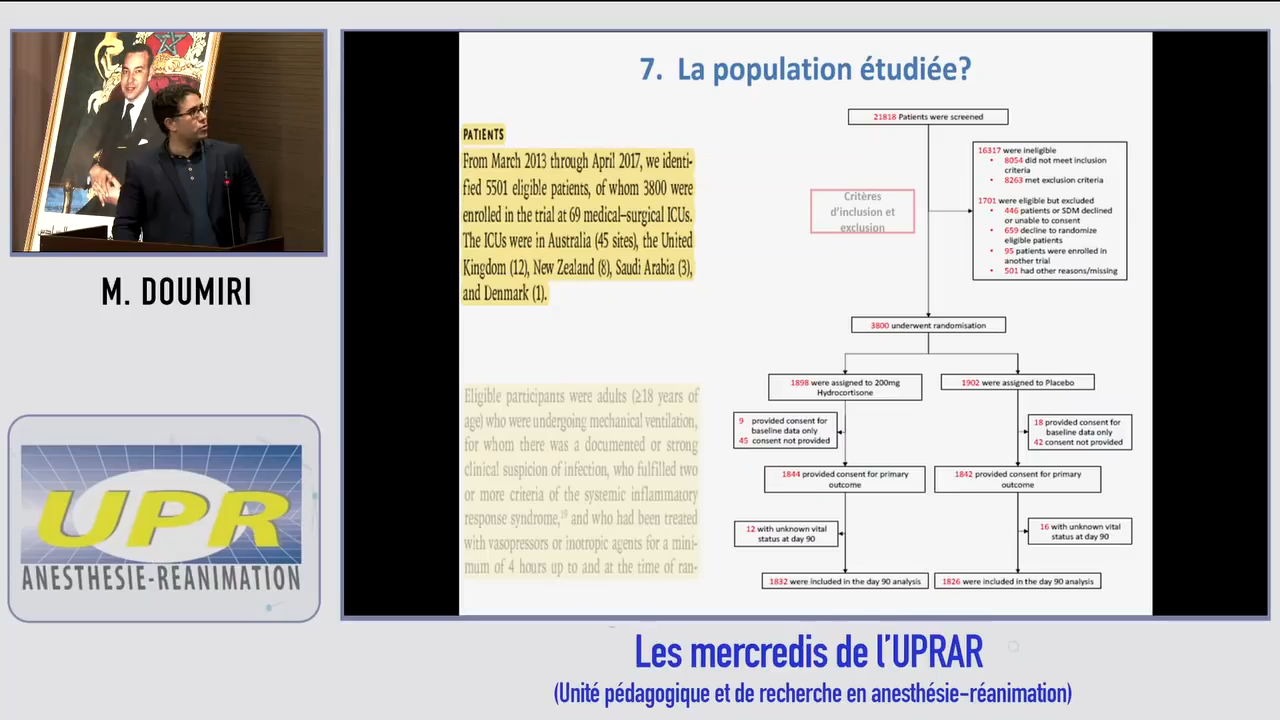 7. La population étudiée?
PATIENTS
From March 2013 through April 2017, we identi-
fied 5501 eligible patients, of whom 3800 were
enrolled in the trial at 69 medical–surgical ICUs.
The ICUs were in Australia (45 sites), the United
Kingdom (12), New Zealand (8), Saudi Arabia (3),
and Denmark (1).
Eligible participants were adults (≥18 years of
age) who were undergoing mechanical ventilation,
for whom there was a documented or strong
clinical suspicion of infection, who fulfilled two
or more criteria of the systemic inflammatory
response syndrome,19 and who had been treated
with vasopressors or inotropic agents for a mini-
mum of 4 hours up to and at the time of ran-
21818 Patients were screened
Critères
d'inclusion et
exclusion
16317 were ineligible
• 8054 did not meet inclusion
criteria
• 8263 met exclusion criteria
1701 were eligible but excluded
• 446 patients or SDM declined
or unable to consent
• 659 decline to randomize
eligible patients
• 95 patients were enrolled in
another trial
• 501 had other reasons/missing
3800 underwent randomisation
1898 were assigned to 200mg
Hydrocortisone
1902 were assigned to Placebo
9 provided consent for
baseline data only
45 consent not provided
18 provided consent for
baseline data only
42 consent not provided
1844 provided consent for primary
outcome
1842 provided consent for primary
outcome
12 with unknown vital
status at day 90
16 with unknown vital
status at day 90
1832 were included in the day 90 analysis
1826 were included in the day 90 analysis
M. DOUMIRI
UPR
ANESTHESIE-REANIMATION
Les mercredis de l'UPRAR
(Unité pédagogique et de recherche en anesthésie-réanimation)